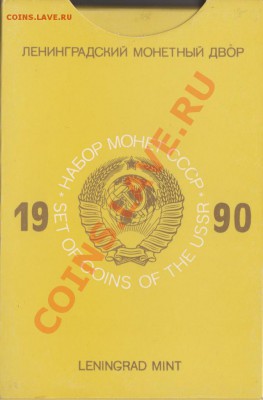 COINS.LAVE.RU
ЛЕНИНГРАДСКИЙ МОНЕТНЫЙ ДВОР
НАБОР МОНЕТ СССР
19 90
SET OF COINS OF THE USSR
LENINGRAD MINT
COINS.LAVE.RU